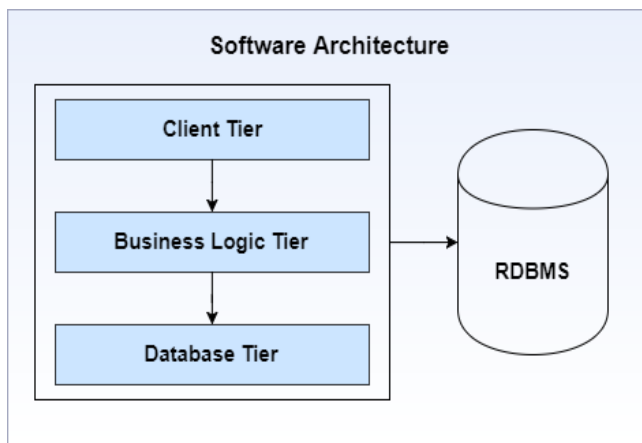 Software Architecture
Client Tier
Business Logic Tier
RDBMS
Database Tier